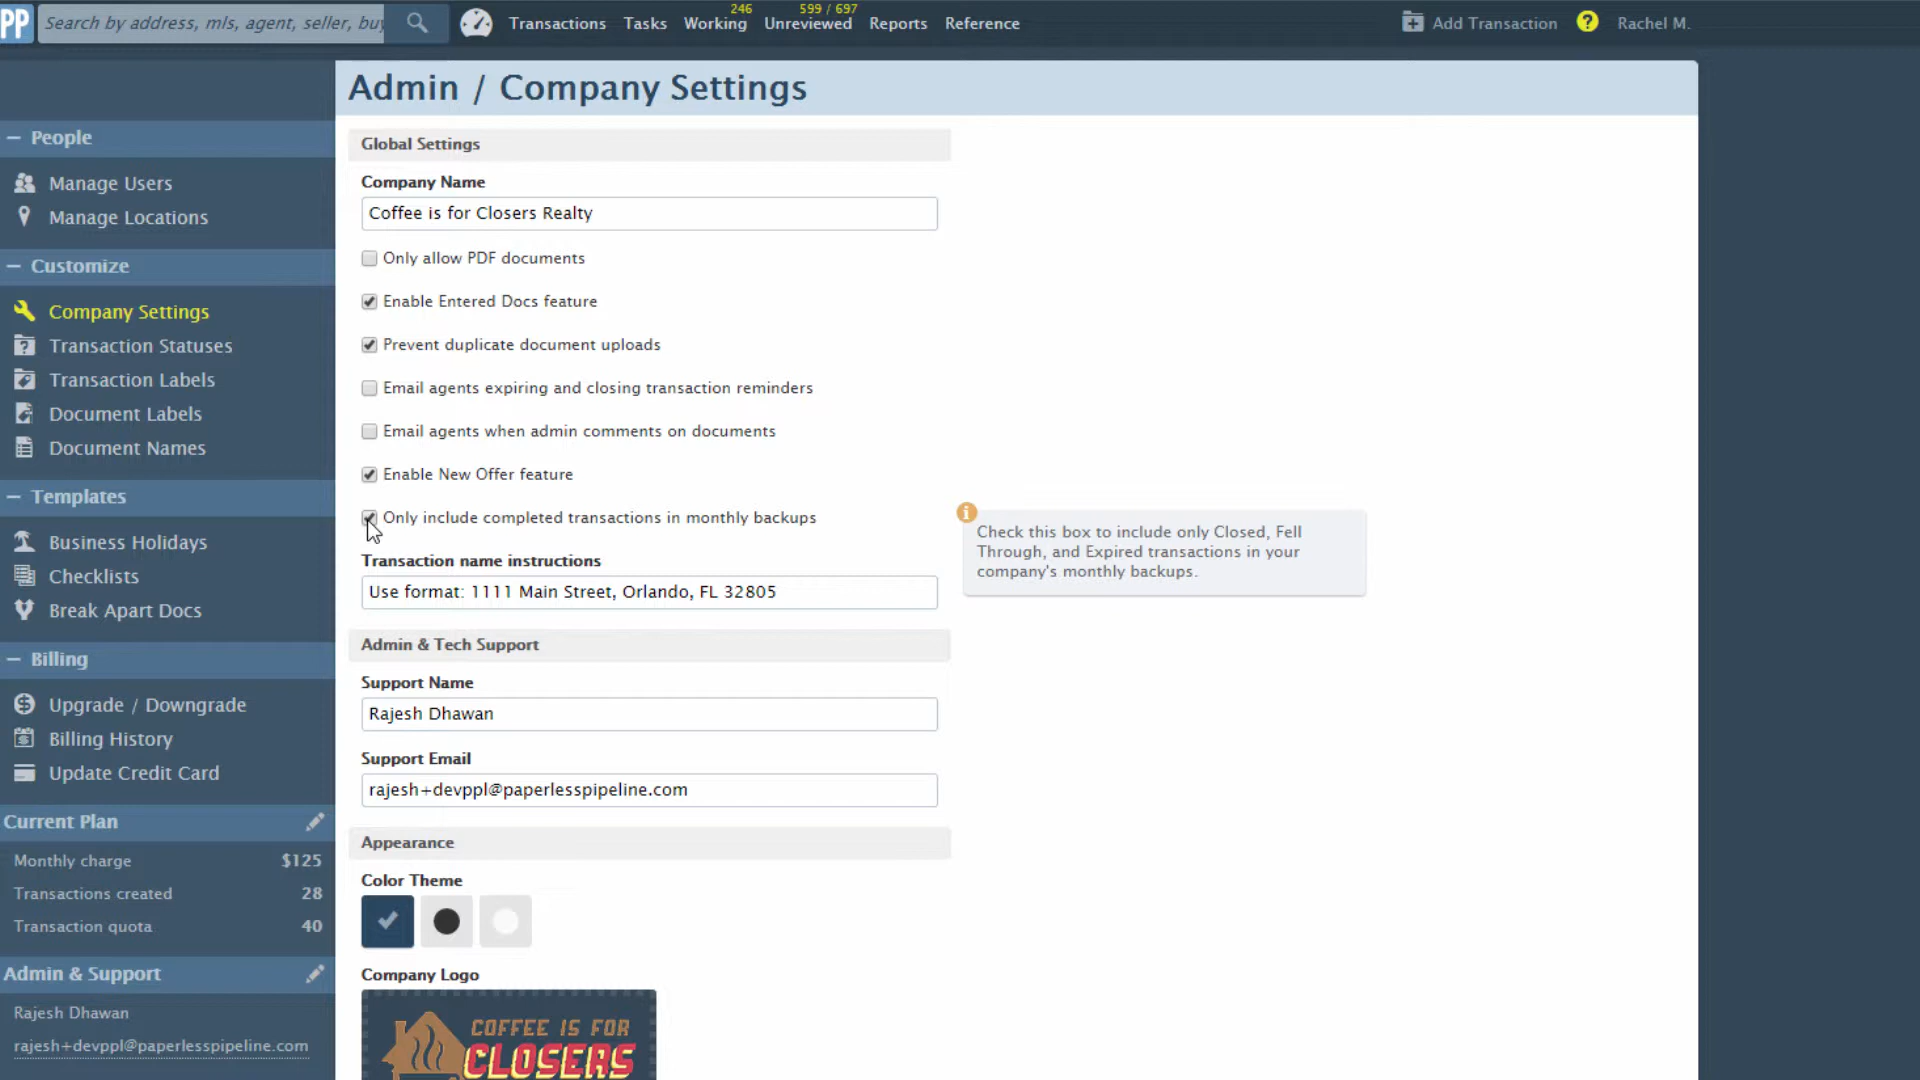 PP
Search by address, mls, agent, seller, buy
Transactions
Tasks
246
Working
599 / 697
Unreviewed
Reports
Reference
Add Transaction
?
Rachel M.
People
Manage Users
Manage Locations
Customize
Company Settings
Transaction Statuses
Transaction Labels
Document Labels
Document Names
Templates
Business Holidays
Checklists
Break Apart Docs
Billing
Upgrade / Downgrade
Billing History
Update Credit Card
Current Plan
Monthly charge $125
Transactions created 28
Transaction quota 40
Admin & Support
Rajesh Dhawan
rajesh+devppl@paperlesspipeline.com
Admin / Company Settings
Global Settings
Company Name
Coffee is for Closers Realty
Only allow PDF documents
Enable Entered Docs feature
Prevent duplicate document uploads
Email agents expiring and closing transaction reminders
Email agents when admin comments on documents
Enable New Offer feature
Only include completed transactions in monthly backups
Check this box to include only Closed, Fell
Through, and Expired transactions in your
company's monthly backups.
Transaction name instructions
Use format: 1111 Main Street, Orlando, FL 32805
Admin & Tech Support
Support Name
Rajesh Dhawan
Support Email
rajesh+devppl@paperlesspipeline.com
Appearance
Color Theme
Company Logo
COFFEE IS FOR
CLOSERS